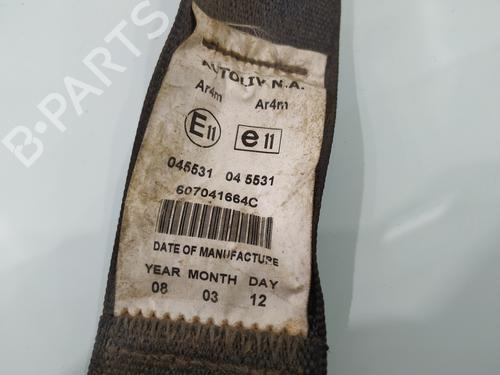 AUTOLIV N.A.
Ar4m Ar4m
E11 e11
045531 04 5531
607041664C
DATE OF MANUFACTURE
YEAR MONTH DAY
08 03 12
B-PARTS